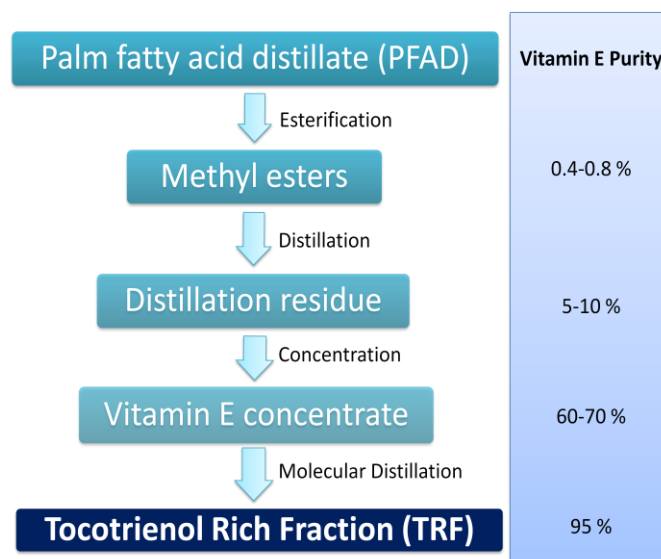 Palm fatty acid distillate (PFAD)
Vitamin E Purity
Esterification
Methyl esters
0.4-0.8 %
Distillation
Distillation residue
5-10 %
Concentration
Vitamin E concentrate
60-70 %
Molecular Distillation
Tocotrienol Rich Fraction (TRF)
95 %